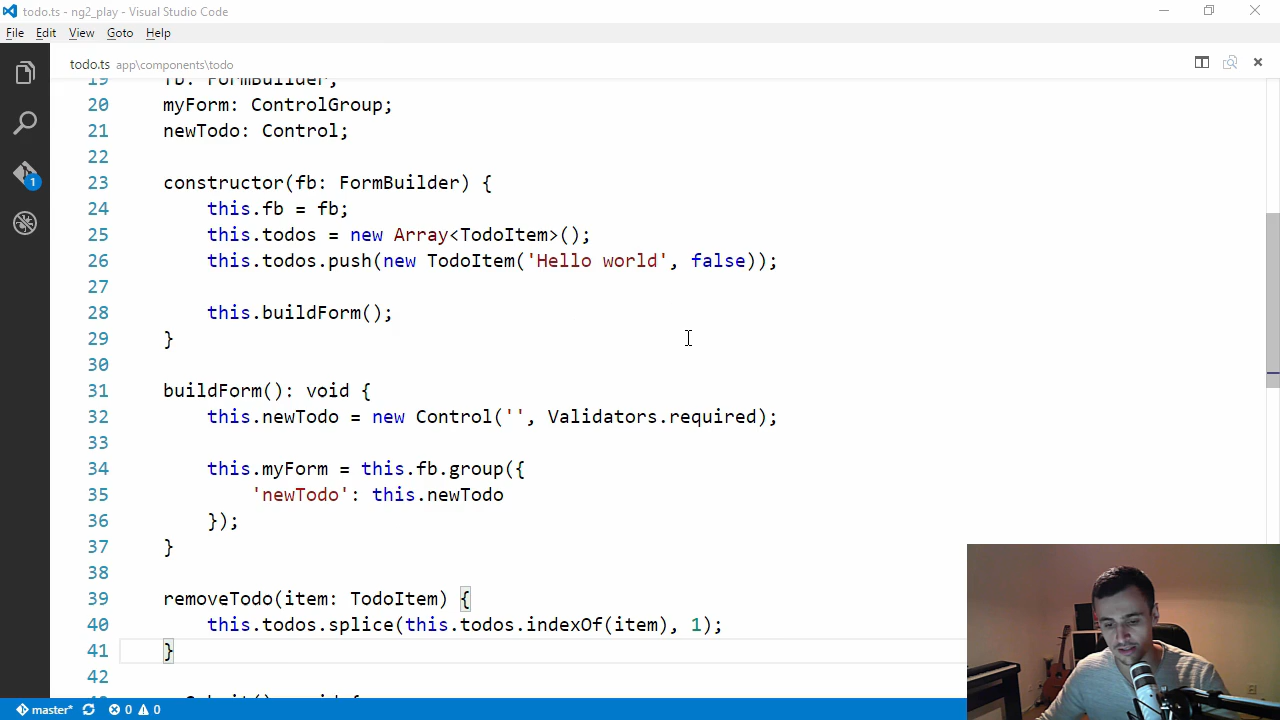 todo.ts - ng2_play - Visual Studio Code
File Edit View Goto Help
todo.ts app\components\todo
19 fb: FormBuilder;
20 myForm: ControlGroup;
21 newTodo: Control;
22
23 constructor(fb: FormBuilder) {
24 this.fb = fb;
25 this.todos = new Array<TodoItem>();
26 this.todos.push(new TodoItem('Hello world', false));
27
28 this.buildForm();
29 }
30
31 buildForm(): void {
32 this.newTodo = new Control('', Validators.required);
33
34 this.myForm = this.fb.group({
35 'newTodo': this.newTodo
36 });
37 }
38
39 removeTodo(item: TodoItem) {
40 this.todos.splice(this.todos.indexOf(item), 1);
41 }
42
1
master* 0 0